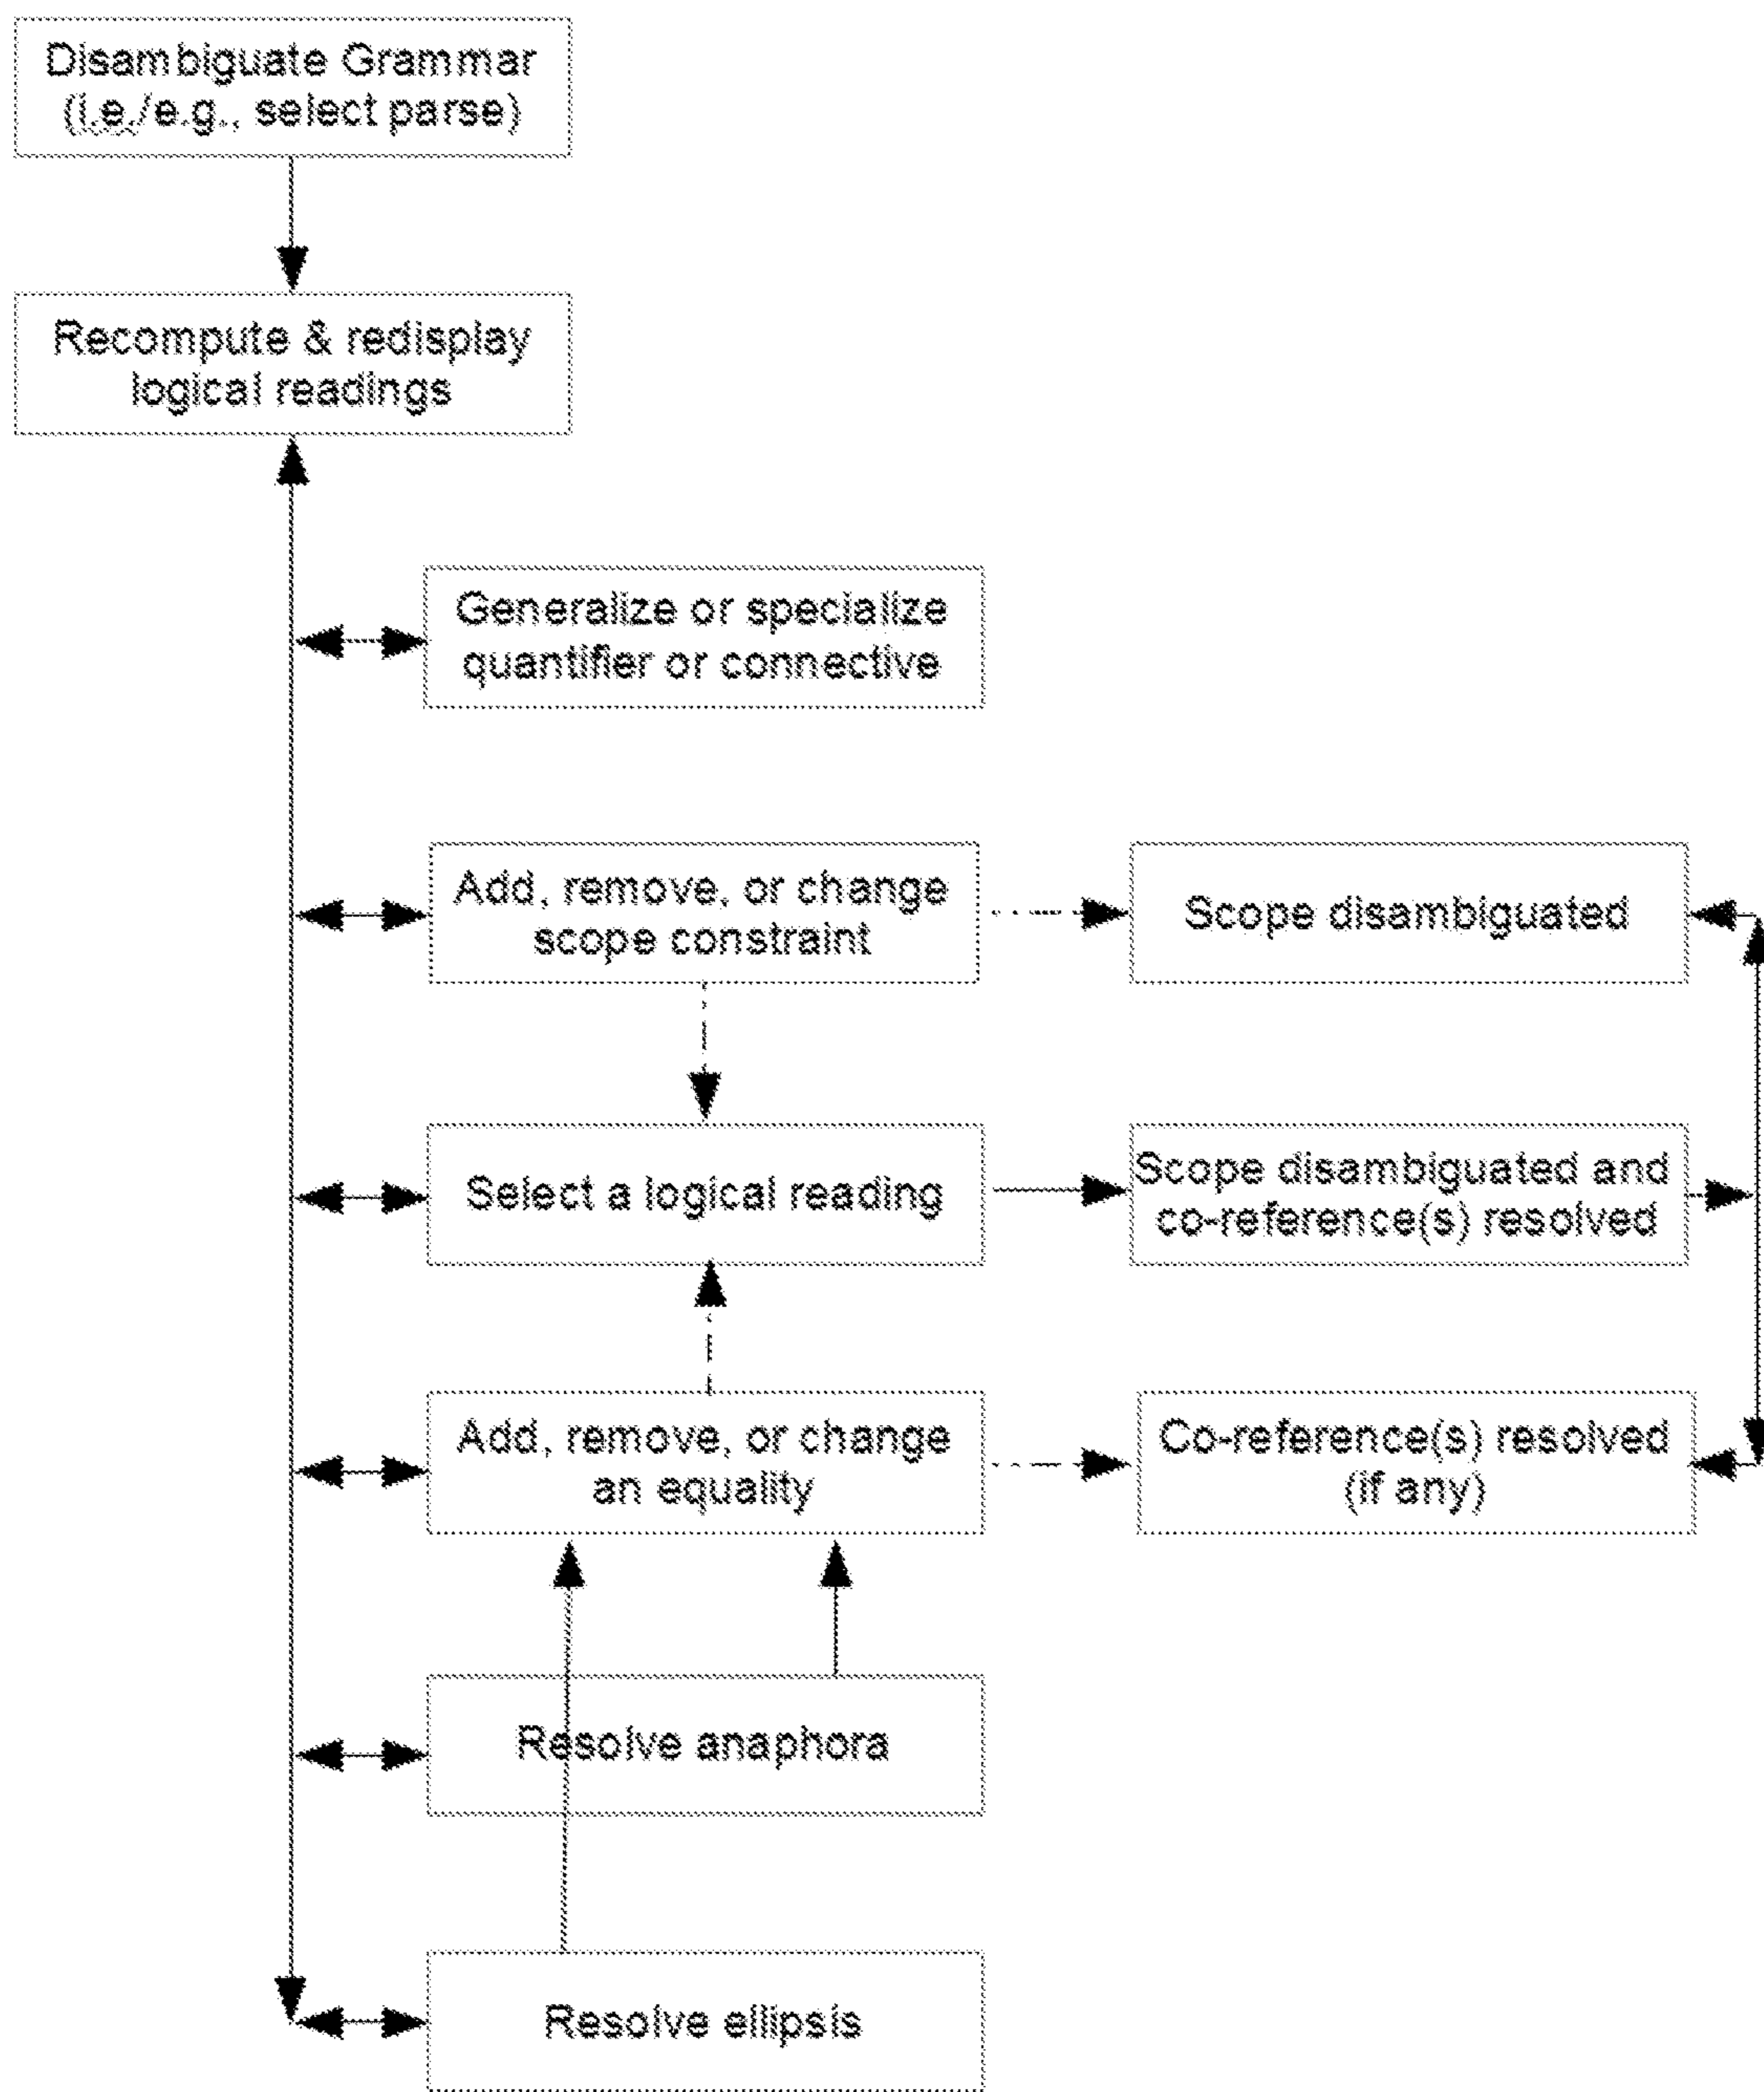 Disambiguate Grammar
(i.e./e.g., select parse)
Recompute & redisplay
logical readings
Generalize or specialize
quantifier or connective
Add, remove, or change
scope constraint
Scope disambiguated
Select a logical reading
Scope disambiguated and
co-reference(s) resolved
Add, remove, or change
an equality
Co-reference(s) resolved
(if any)
Resolve anaphora
Resolve ellipsis